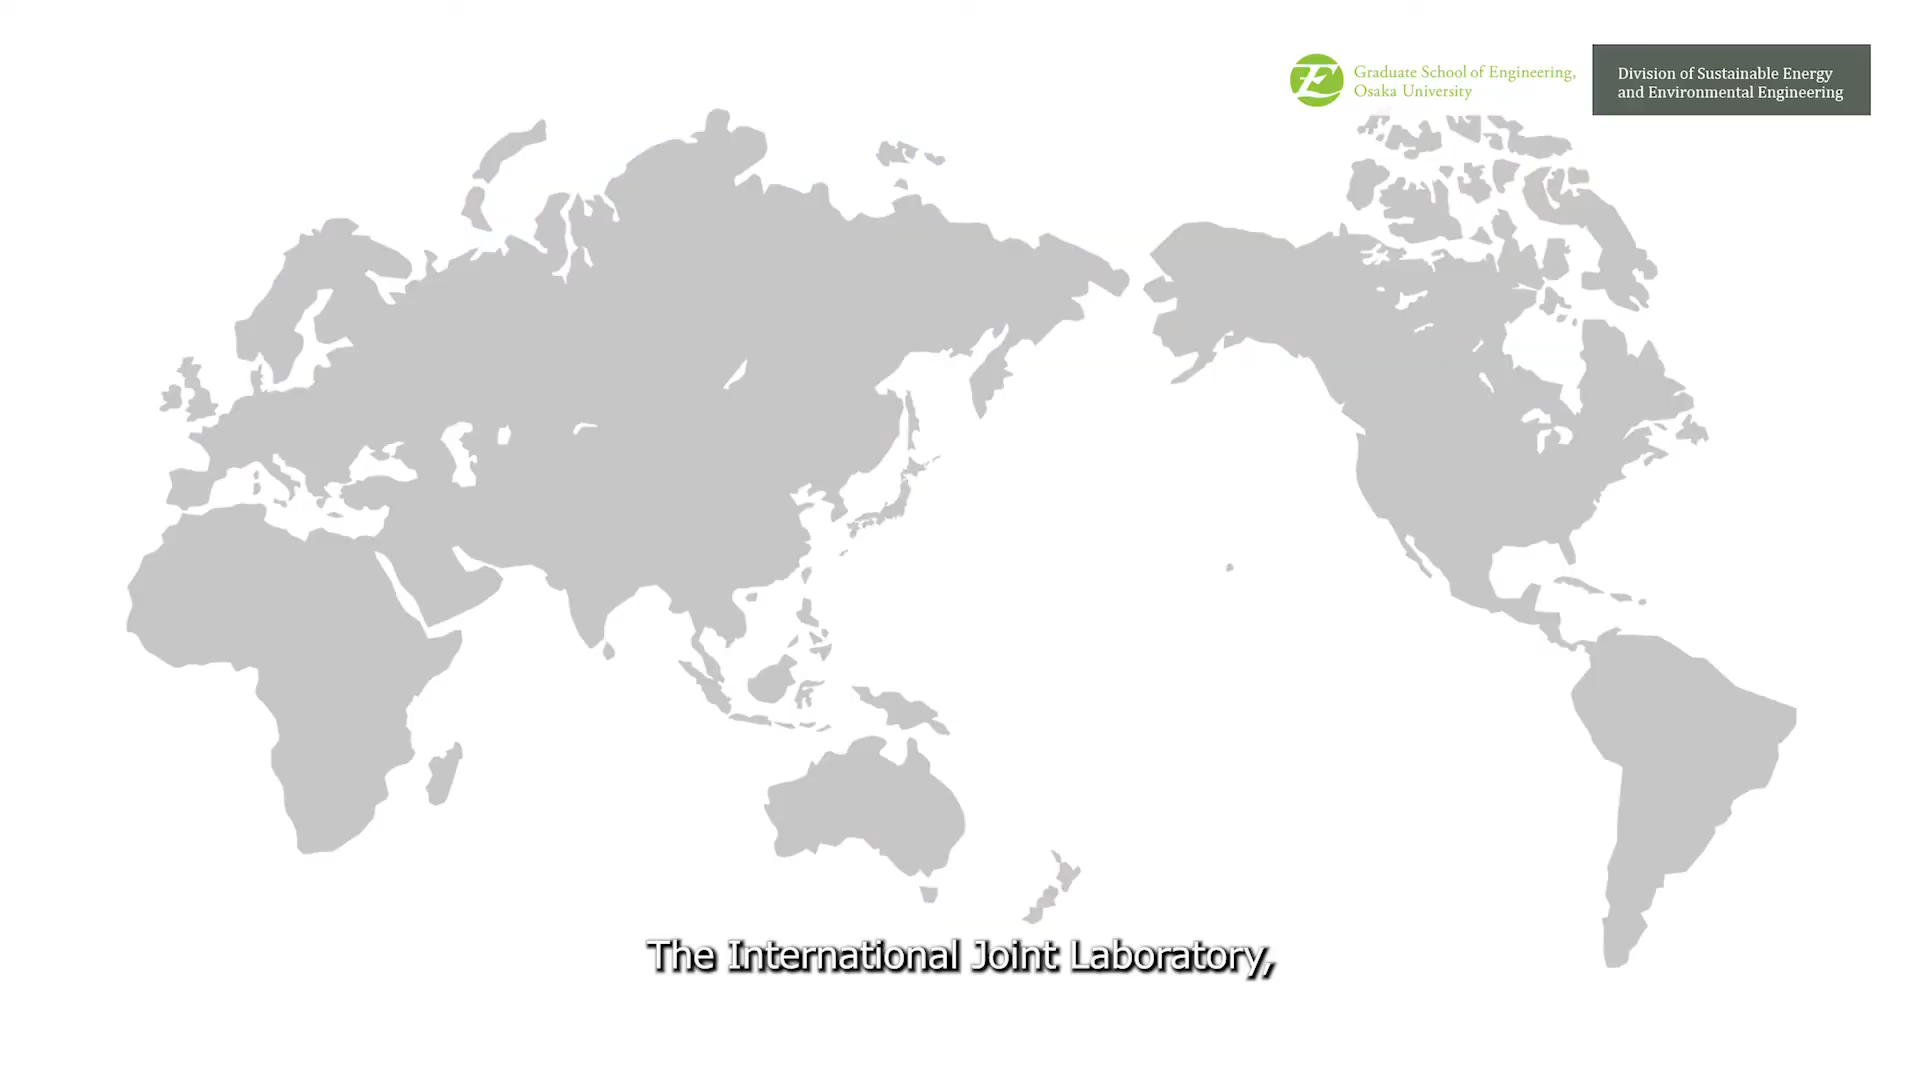 Graduate School of Engineering,
Osaka University
Division of Sustainable Energy
and Environmental Engineering
The International Joint Laboratory,